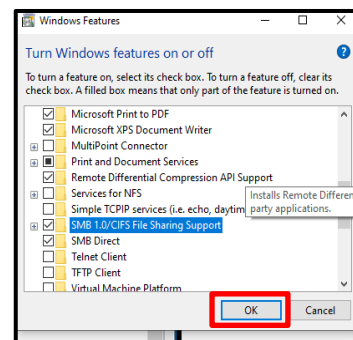 Windows Features
Turn Windows features on or off
To turn a feature on, select its check box. To turn a feature off, clear its
check box. A filled box means that only part of the feature is turned on.
Microsoft Print to PDF
Microsoft XPS Document Writer
MultiPoint Connector
Print and Document Services
Remote Differential Compression API Support
Services for NFS
Installs Remote Differen
Simple TCPIP services (i.e. echo, daytim
party applications.
SMB 1.0/CIFS File Sharing Support
SMB Direct
Telnet Client
TFTP Client
Virtual Machine Platform
OK
Cancel